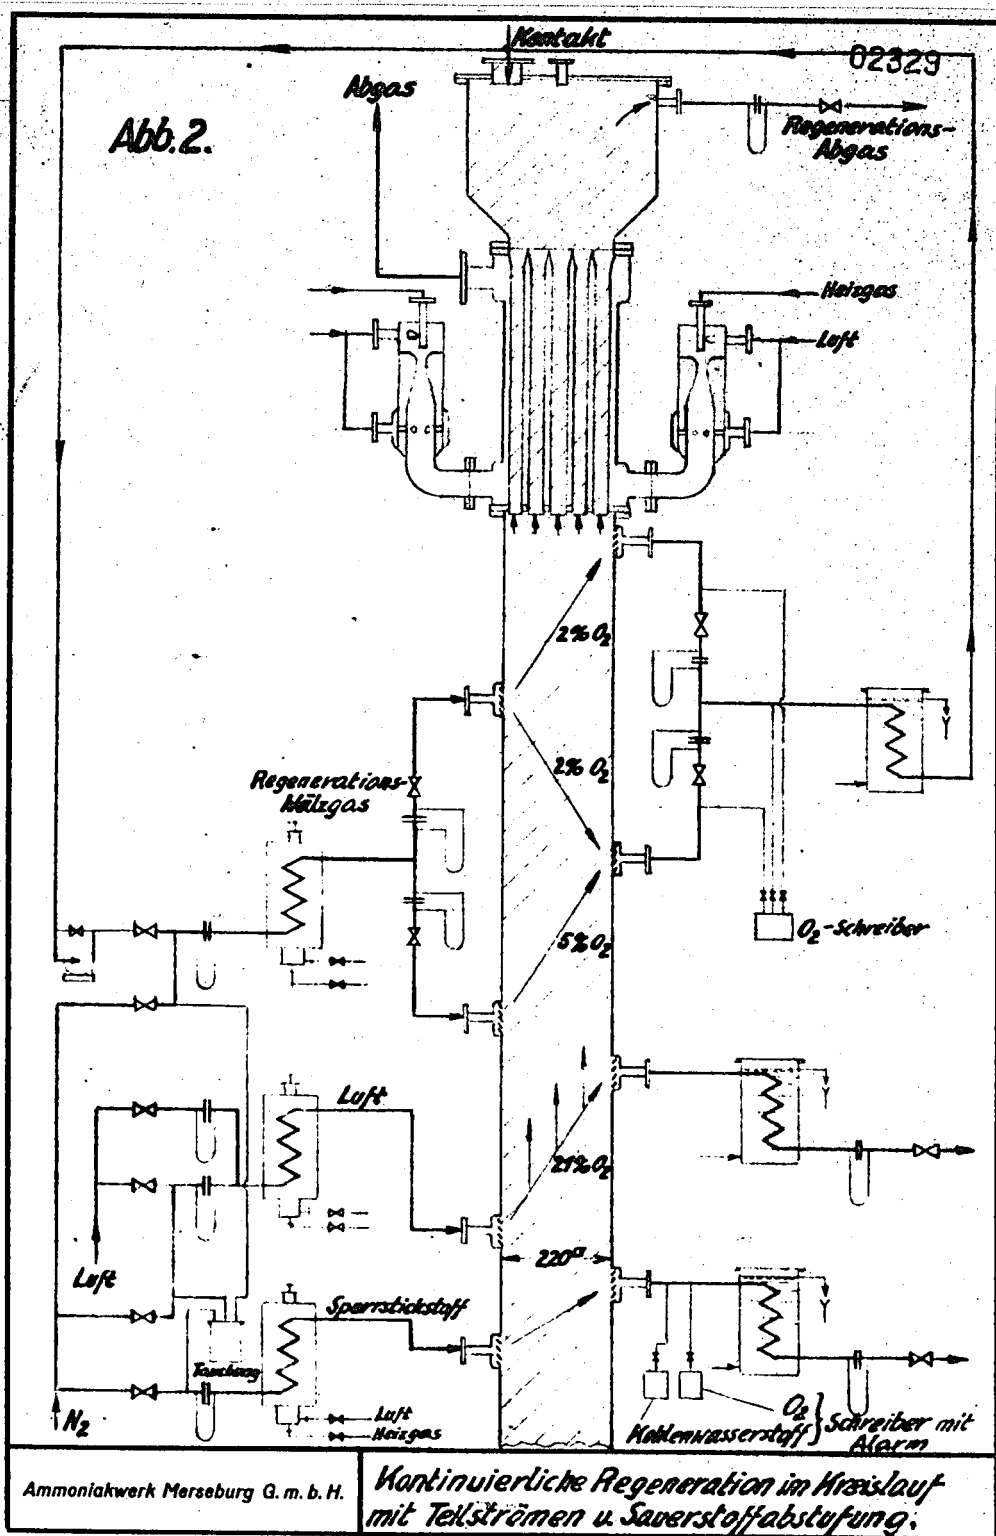 Kontakt
02329
Abgas
Abb.2.
Regenerations-
Abgas
Heizgas
Luft
2% O₂
2% O₂
Regenerations-
Wälzgas
5% O₂
O₂-Schreiber
Luft
21% O₂
220
Luft
Sperrstickstoff
Tauchung
N₂
Luft
Heizgas
O₂
Kohlenwasserstoff
Schreiber mit
Alarm
Ammoniakwerk Merseburg G. m. b. H.
Kontinuierliche Regeneration im Kreislauf
mit Teilströmen u. Sauerstoffabstufung.